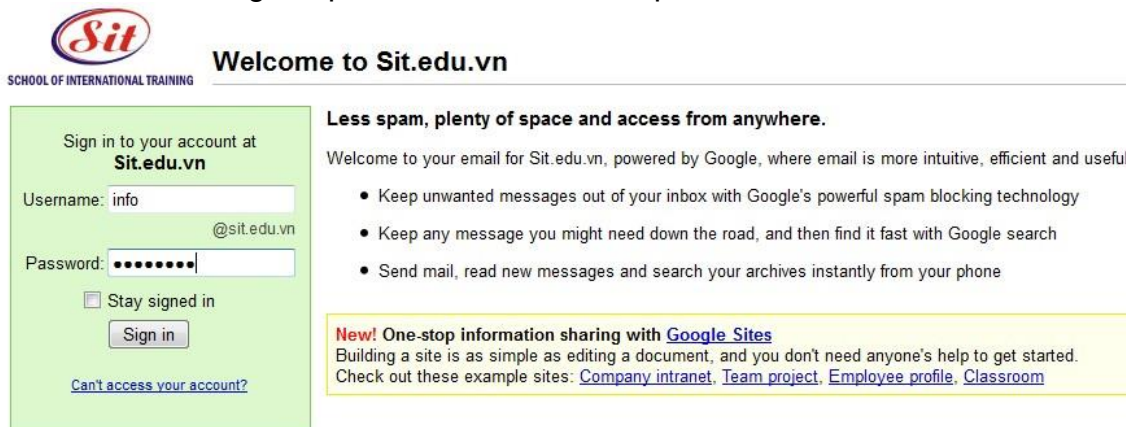 Sit
SCHOOL OF INTERNATIONAL TRAINING
Welcome to Sit.edu.vn
Sign in to your account at
Sit.edu.vn
Username: info
@sit.edu.vn
Password: ••••••••
Stay signed in
Sign in
Can't access your account?
Less spam, plenty of space and access from anywhere.
Welcome to your email for Sit.edu.vn, powered by Google, where email is more intuitive, efficient and useful
• Keep unwanted messages out of your inbox with Google's powerful spam blocking technology
• Keep any message you might need down the road, and then find it fast with Google search
• Send mail, read new messages and search your archives instantly from your phone
New! One-stop information sharing with Google Sites
Building a site is as simple as editing a document, and you don't need anyone's help to get started.
Check out these example sites: Company intranet, Team project, Employee profile, Classroom